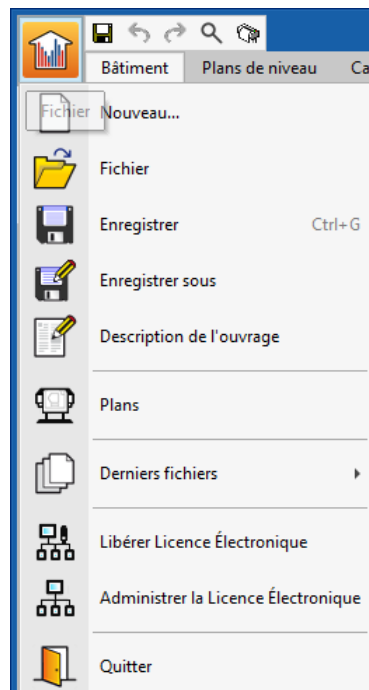 Bâtiment Plans de niveau Ca
Fichier Nouveau...
Fichier
Enregistrer Ctrl+G
Enregistrer sous
Description de l'ouvrage
Plans
Derniers fichiers
Libérer Licence Électronique
Administrer la Licence Électronique
Quitter